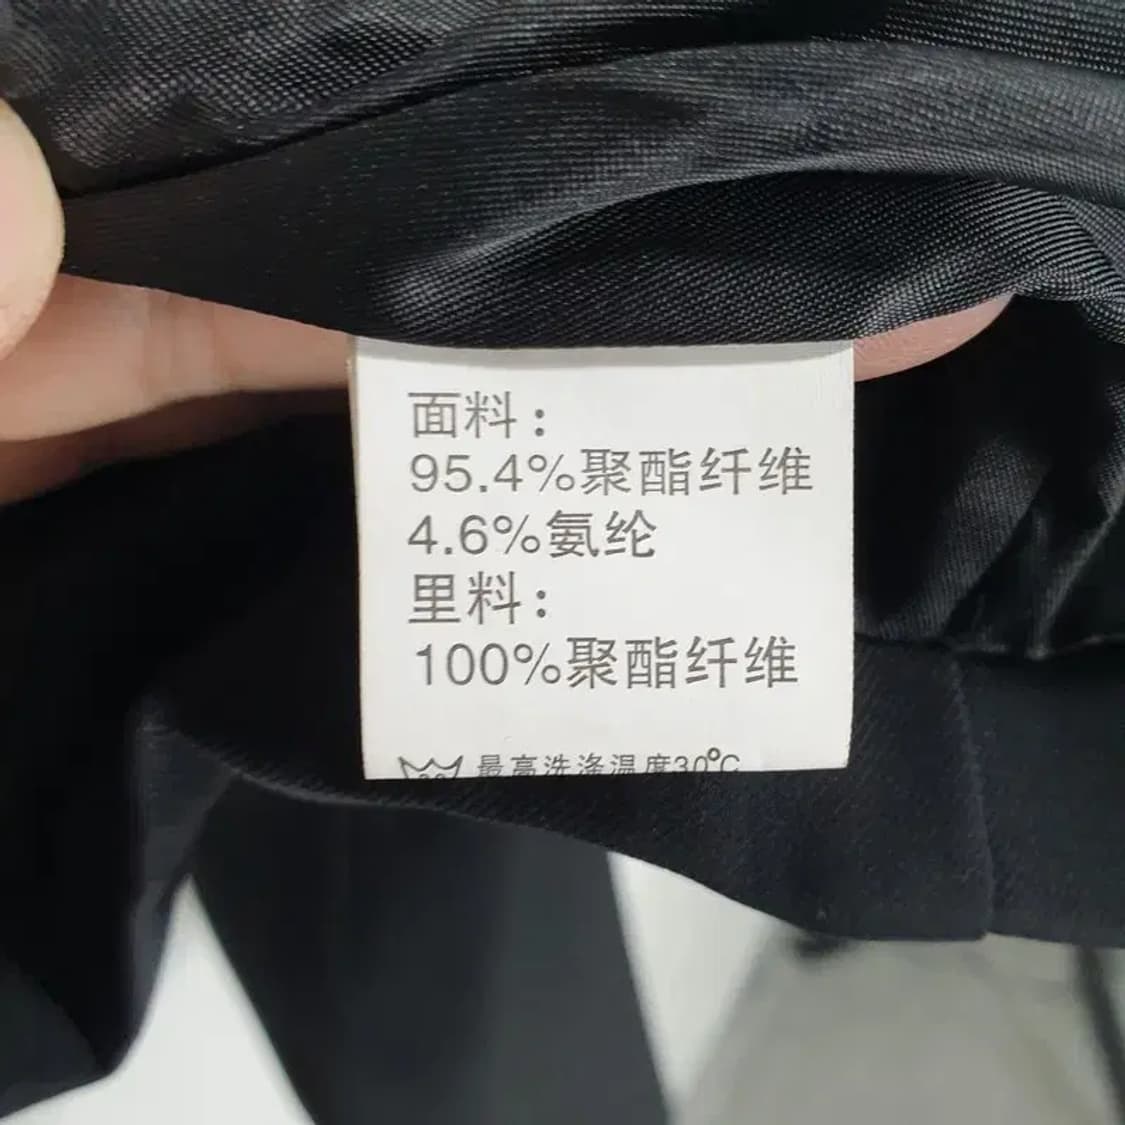 面料：
95.4%聚酯纤维
4.6%氨纶
里料：
100%聚酯纤维
最高洗涤温度30℃